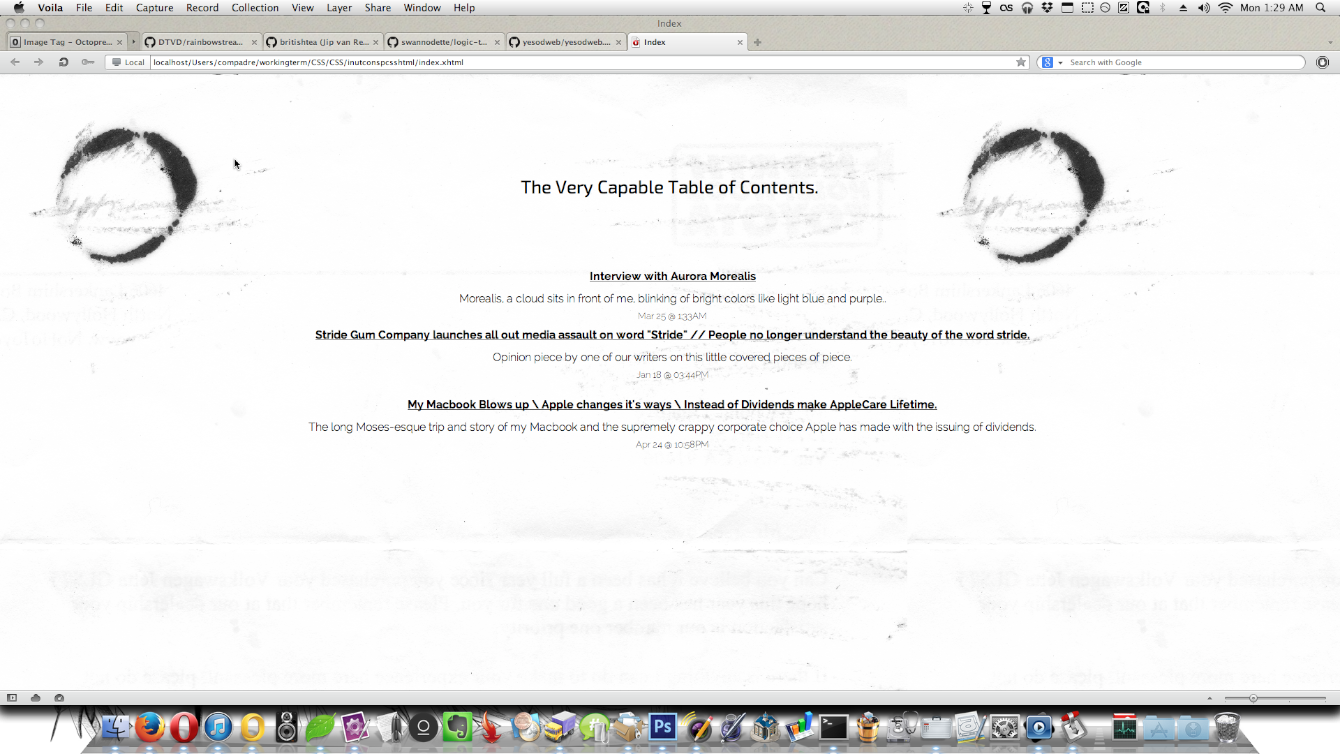 Voila File Edit Capture Record Collection View Layer Share Window Help Mon 1:29 AM
Index
Image Tag - Octopre... DTVD/rainbowstrea... britishtea (Jip van Re... swannodette/logic-t... yesodweb/yesodweb.... Index
Local localhost/Users/compadre/workingterm/CSS/CSS/inutconspcsshtml/index.xhtml Search with Google
The Very Capable Table of Contents.
Interview with Aurora Morealis
Morealis, a cloud sits in front of me, blinking of bright colors like light blue and purple..
Mar 25 @ 1:33AM
Stride Gum Company launches all out media assault on word "Stride" // People no longer understand the beauty of the word stride.
Opinion piece by one of our writers on this little covered pieces of piece.
Jan 18 @ 03:44PM
My Macbook Blows up \ Apple changes it's ways \ Instead of Dividends make AppleCare Lifetime.
The long Moses-esque trip and story of my Macbook and the supremely crappy corporate choice Apple has made with the issuing of dividends.
Apr 24 @ 10:58PM
Ps